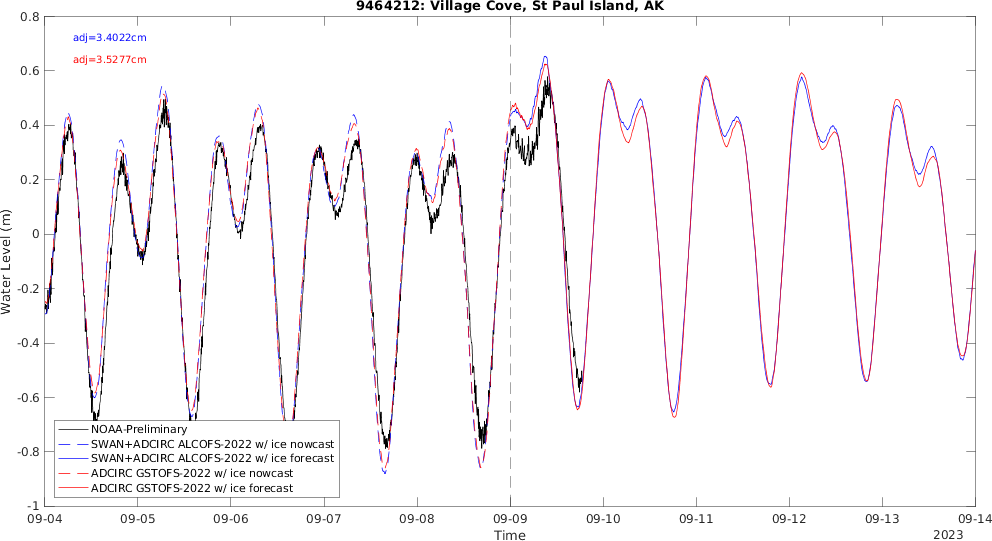 9464212: Village Cove, St Paul Island, AK
adj=3.4022cm
adj=3.5277cm
Water Level (m)
0.8
0.6
0.4
0.2
0
-0.2
-0.4
-0.6
-0.8
-1
NOAA-Preliminary
SWAN+ADCIRC ALCOFS-2022 w/ ice nowcast
SWAN+ADCIRC ALCOFS-2022 w/ ice forecast
ADCIRC GSTOFS-2022 w/ ice nowcast
ADCIRC GSTOFS-2022 w/ ice forecast
09-04 09-05 09-06 09-07 09-08 09-09 09-10 09-11 09-12 09-13 09-14
Time
2023